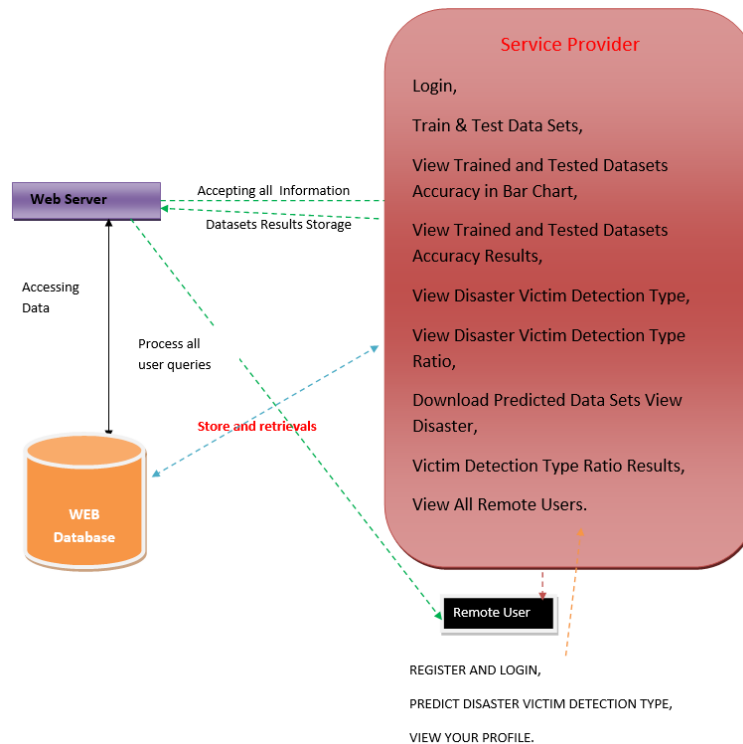 Service Provider
Login,
Train & Test Data Sets,
View Trained and Tested Datasets
Accuracy in Bar Chart,
View Trained and Tested Datasets
Accuracy Results,
View Disaster Victim Detection Type,
View Disaster Victim Detection Type
Ratio,
Download Predicted Data Sets View
Disaster,
Victim Detection Type Ratio Results,
View All Remote Users.
Web Server
Accepting all Information
Datasets Results Storage
Accessing
Data
Process all
user queries
Store and retrievals
WEB
Database
Remote User
REGISTER AND LOGIN,
PREDICT DISASTER VICTIM DETECTION TYPE,
VIEW YOUR PROFILE.